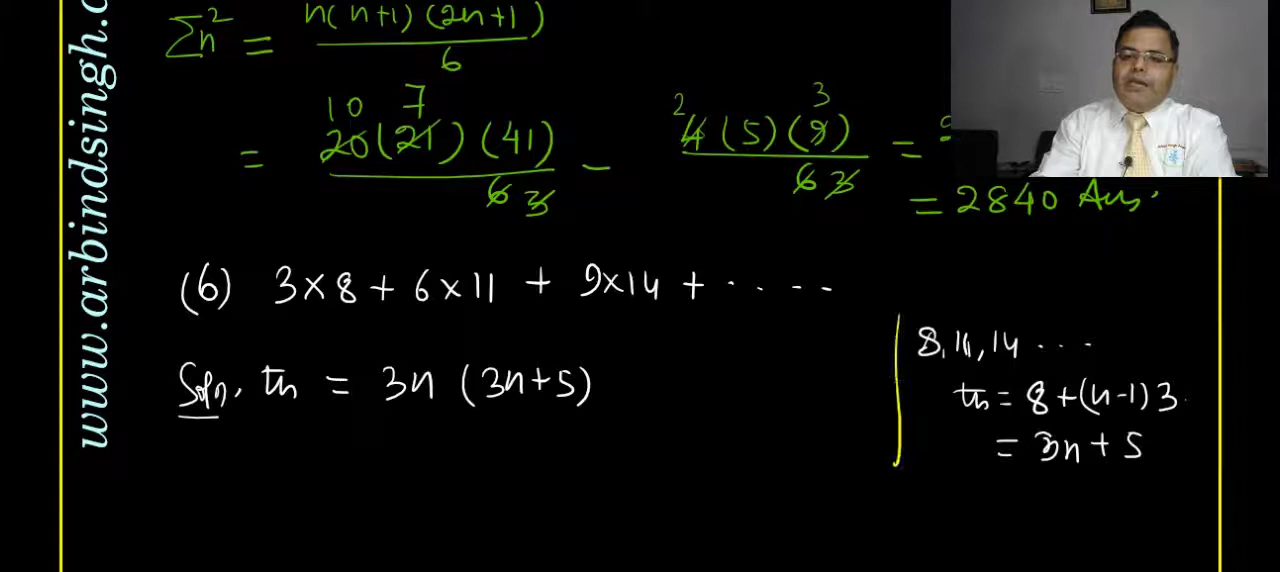 www.arbindsingh.c
Σn² = n(n+1)(2n+1) / 6
= 20(21)(41) / 6 − 4(5)(9) / 6 =
10 7 3 2 3 3
= 2840 Ans.
(6) 3×8 + 6×11 + 9×14 + ·····
Soln. tn = 3n (3n+5)
8, 11, 14 ...
tn = 8 + (n-1) 3
= 3n + 5